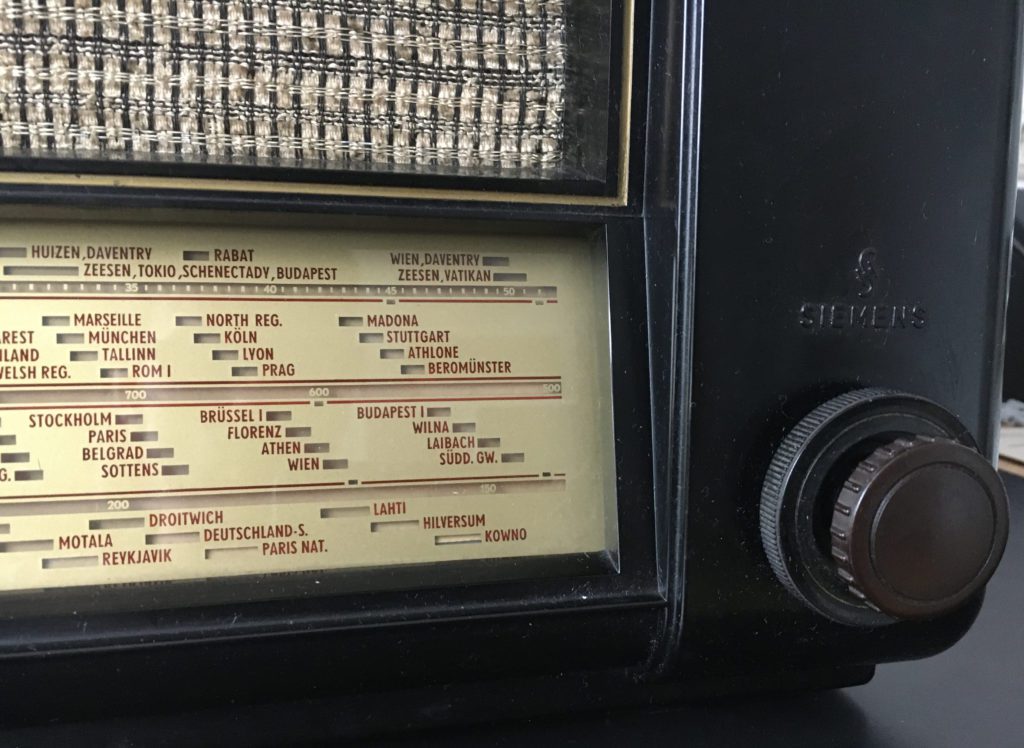 HUIZEN,DAVENTRY RABAT WIEN,DAVENTRY
ZEESEN,TOKIO,SCHENECTADY,BUDAPEST ZEESEN,VATIKAN
35 40 45 50
MARSEILLE NORTH REG. MADONA
AREST MÜNCHEN KÖLN STUTTGART
ILAND TALLINN LYON ATHLONE
WELSH REG. ROM I PRAG BEROMÜNSTER
700 600 500
STOCKHOLM BRÜSSEL I BUDAPEST I
PARIS FLORENZ WILNA
BELGRAD ATHEN LAIBACH
G. SOTTENS WIEN SÜDD. GW.
200 150
DROITWICH LAHTI
MOTALA DEUTSCHLAND-S. HILVERSUM
REYKJAVIK PARIS NAT. KOWNO
SIEMENS